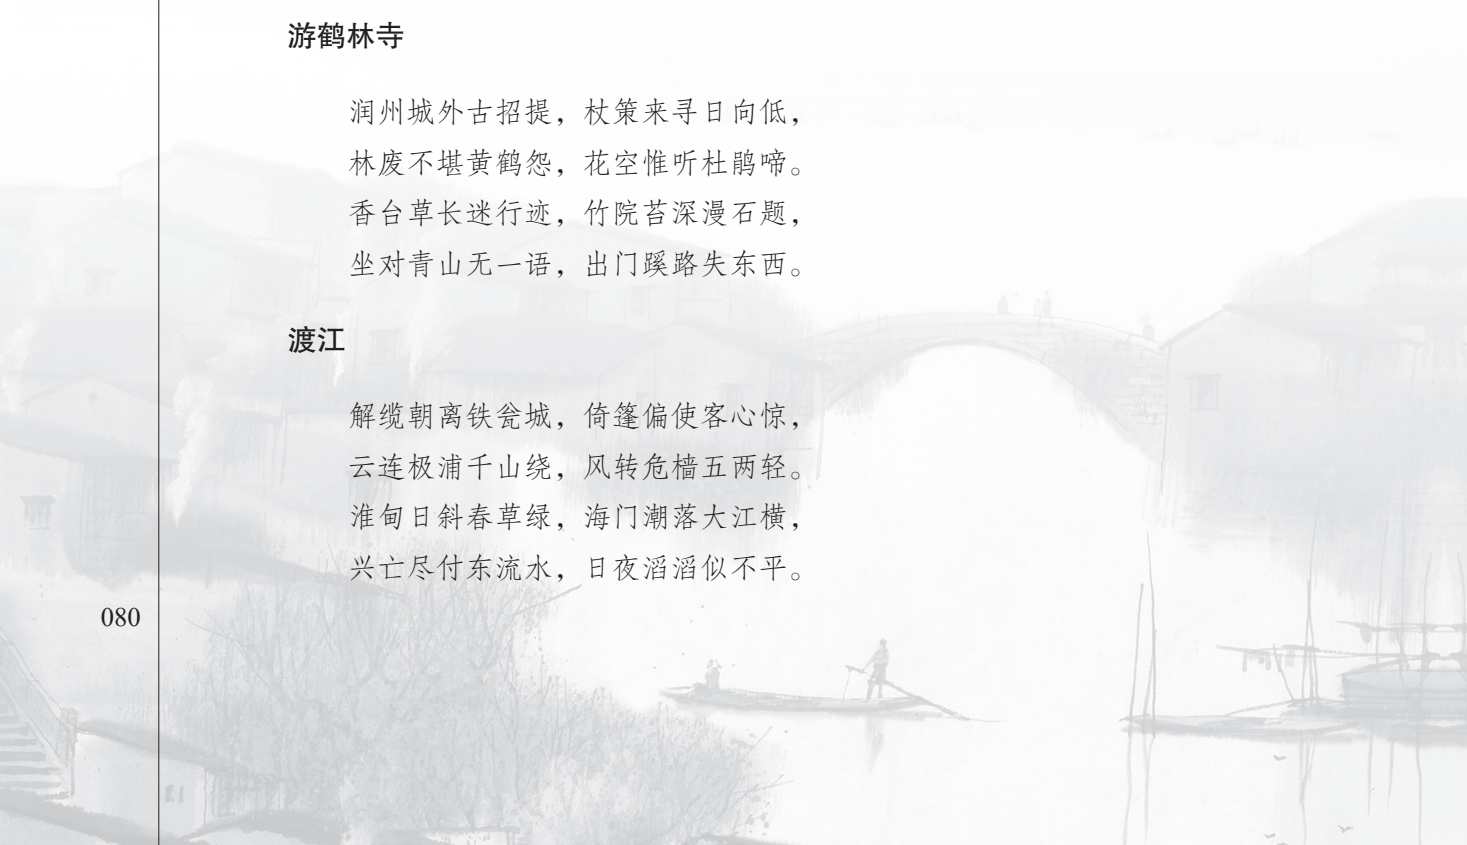 游鹤林寺
润州城外古招提，杖策来寻日向低，
林废不堪黄鹤怨，花空惟听杜鹃啼。
香台草长迷行迹，竹院苔深漫石题，
坐对青山无一语，出门蹊路失东西。
渡江
解缆朝离铁瓮城，倚篷偏使客心惊，
云连极浦千山绕，风转危樯五两轻。
淮甸日斜春草绿，海门潮落大江横，
兴亡尽付东流水，日夜滔滔似不平。
080